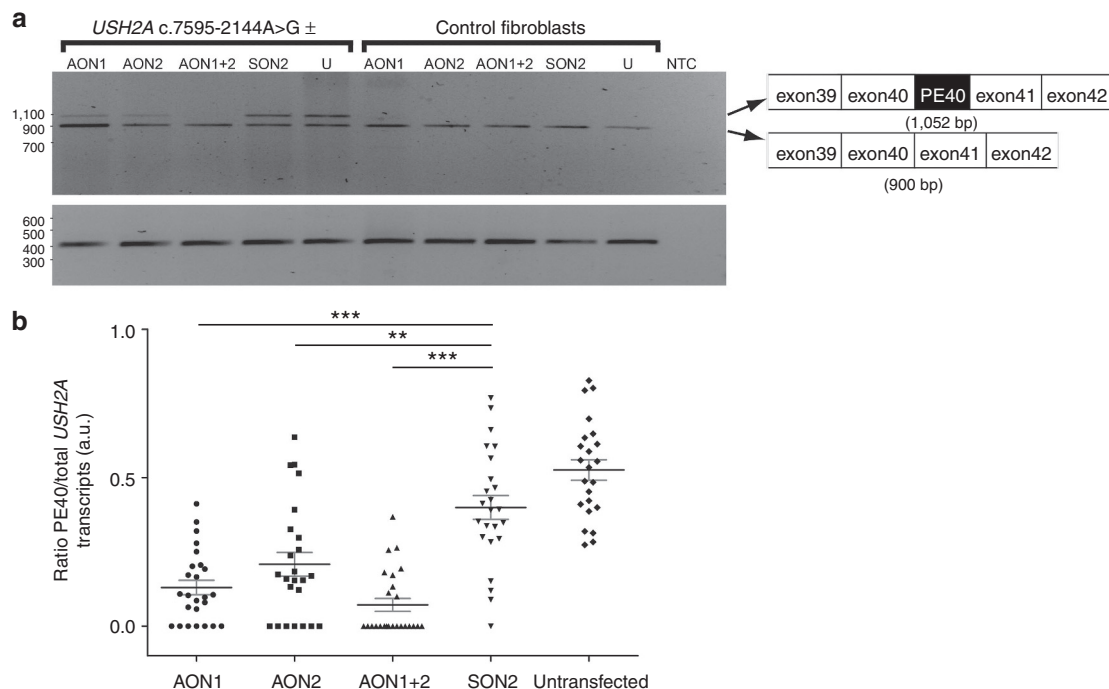 a
USH2A c.7595-2144A>G ±
Control fibroblasts
AON1 AON2 AON1+2 SON2 U AON1 AON2 AON1+2 SON2 U NTC
1,100
900
700
exon39 exon40 PE40 exon41 exon42
(1,052 bp)
exon39 exon40 exon41 exon42
(900 bp)
600
500
400
300
b
***
**
***
1.0
0.5
0.0
Ratio PE40/total USH2A
transcripts (a.u.)
AON1 AON2 AON1+2 SON2 Untransfected